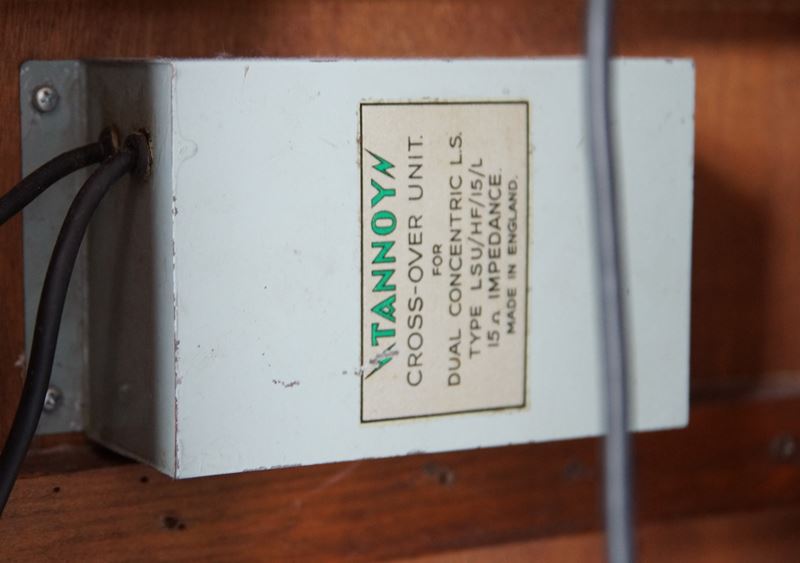 TANNOY
CROSS-OVER UNIT.
FOR
DUAL CONCENTRIC L.S.
TYPE LSU/HF/15/L
15 Ω IMPEDANCE.
MADE IN ENGLAND.